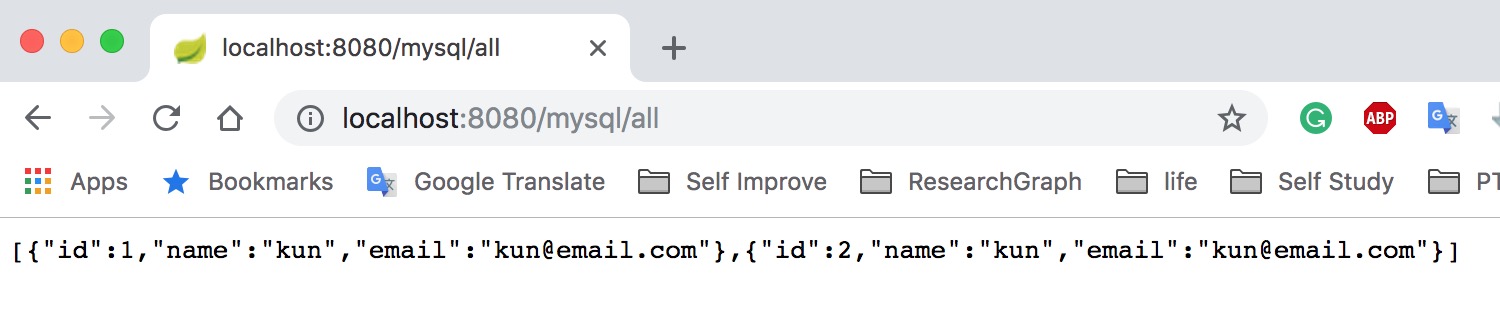 localhost:8080/mysql/all
localhost:8080/mysql/all
ABP
G
Apps Bookmarks Google Translate Self Improve ResearchGraph life Self Study PT
[{"id":1,"name":"kun","email":"kun@email.com"},{"id":2,"name":"kun","email":"kun@email.com"}]